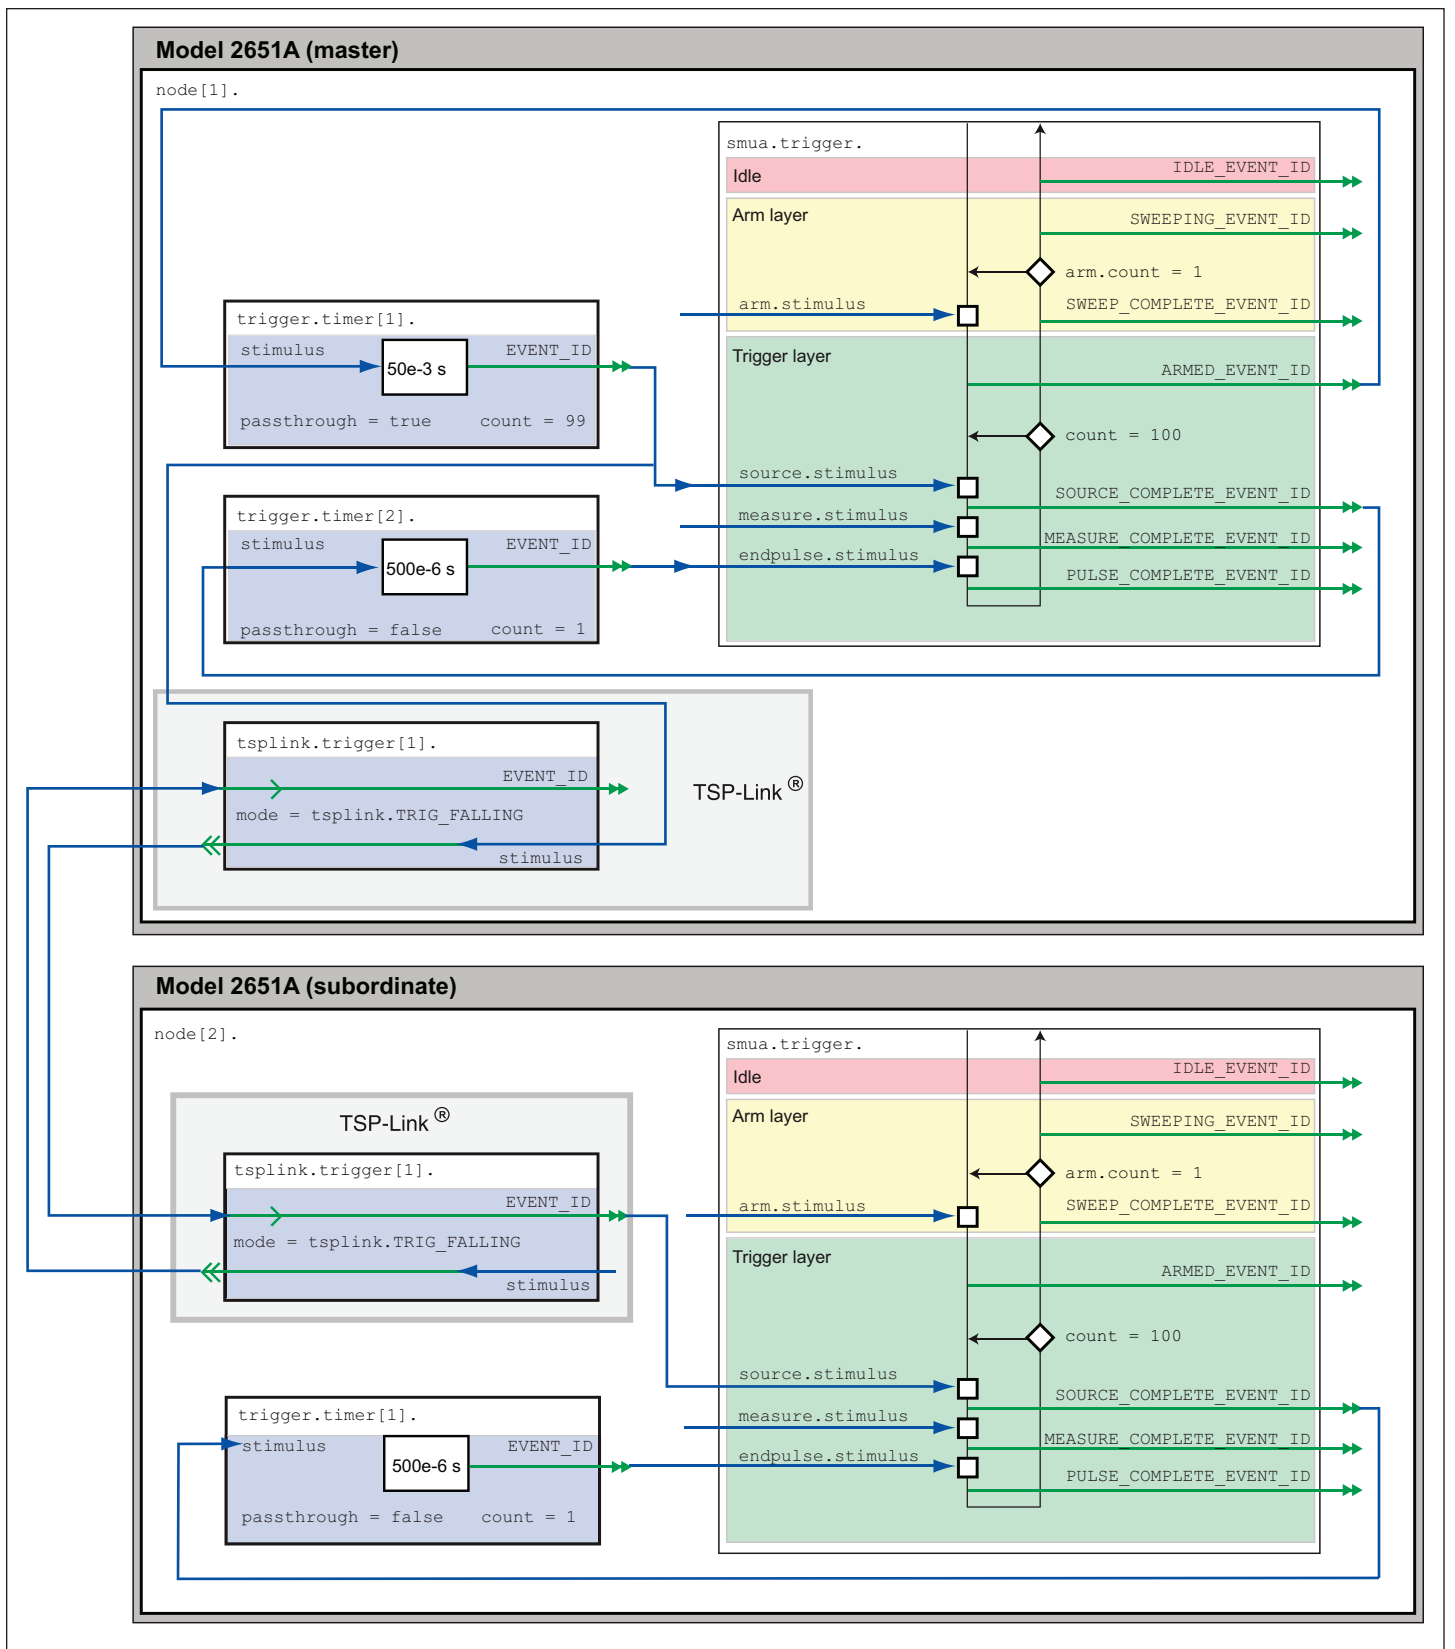 Model 2651A (master)
node[1].
smua.trigger.
Idle
IDLE_EVENT_ID
Arm layer
SWEEPING_EVENT_ID
arm.count = 1
arm.stimulus
SWEEP_COMPLETE_EVENT_ID
Trigger layer
ARMED_EVENT_ID
count = 100
source.stimulus
SOURCE_COMPLETE_EVENT_ID
measure.stimulus
MEASURE_COMPLETE_EVENT_ID
endpulse.stimulus
PULSE_COMPLETE_EVENT_ID
trigger.timer[1].
stimulus
EVENT_ID
50e-3 s
passthrough = true
count = 99
trigger.timer[2].
stimulus
EVENT_ID
500e-6 s
passthrough = false
count = 1
tsplink.trigger[1].
EVENT_ID
mode = tsplink.TRIG_FALLING
stimulus
TSP-Link ®
Model 2651A (subordinate)
node[2].
smua.trigger.
Idle
IDLE_EVENT_ID
Arm layer
SWEEPING_EVENT_ID
arm.count = 1
arm.stimulus
SWEEP_COMPLETE_EVENT_ID
Trigger layer
ARMED_EVENT_ID
count = 100
source.stimulus
SOURCE_COMPLETE_EVENT_ID
measure.stimulus
MEASURE_COMPLETE_EVENT_ID
endpulse.stimulus
PULSE_COMPLETE_EVENT_ID
TSP-Link ®
tsplink.trigger[1].
EVENT_ID
mode = tsplink.TRIG_FALLING
stimulus
trigger.timer[1].
stimulus
EVENT_ID
500e-6 s
passthrough = false
count = 1